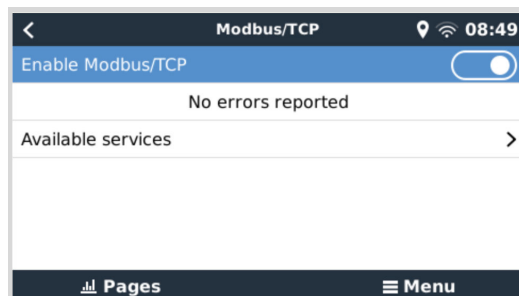 Modbus/TCP 08:49
Enable Modbus/TCP
No errors reported
Available services
Pages Menu